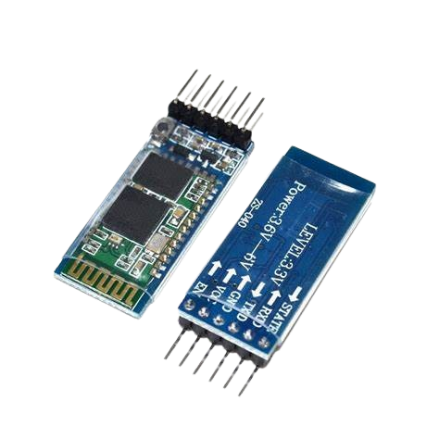 ZS-040
Power:3.6V---6V
LEVEL:3.3V
EN
VCC
GND
TXD
RXD
STATE